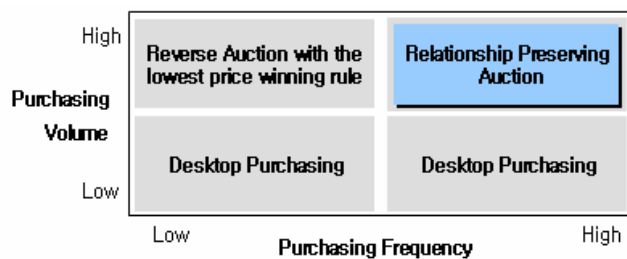 High
Reverse Auction with the
lowest price winning rule
Relationship Preserving
Auction
Purchasing
Volume
Desktop Purchasing
Desktop Purchasing
Low
Low
High
Purchasing Frequency